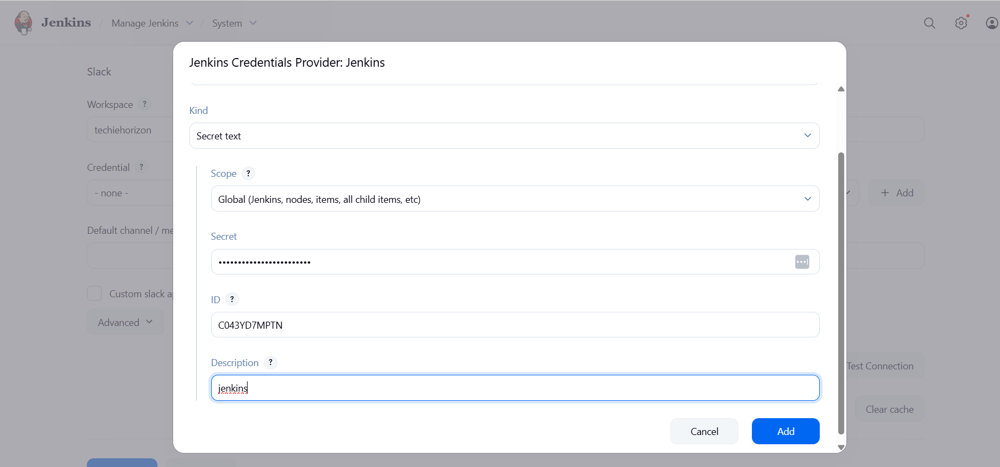 Jenkins / Manage Jenkins / System
Jenkins Credentials Provider: Jenkins
Slack
Workspace ?
techiehorizon
Kind
Secret text
Credential ?
- none -
+ Add
Scope ?
Global (Jenkins, nodes, items, all child items, etc)
Default channel / me
Secret
••••••••••••••••••••••••
Custom slack a
ID ?
C043YD7MPTN
Advanced
Description ?
jenkins
Test Connection
Clear cache
Cancel
Add